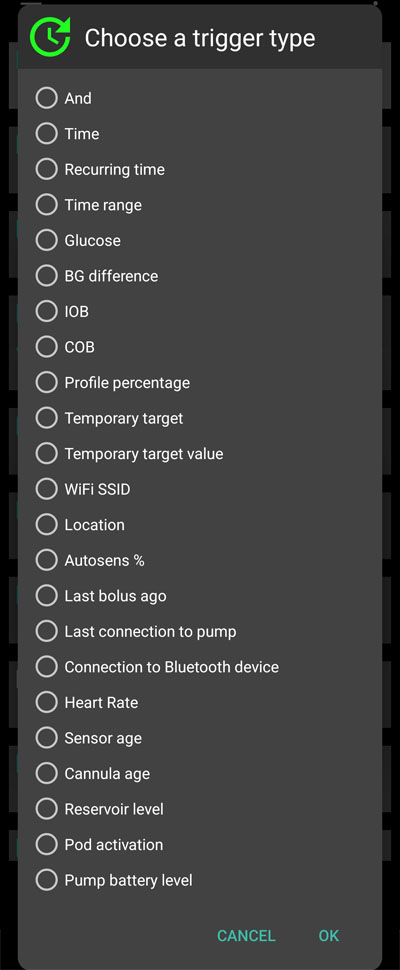 Choose a trigger type
And
Time
Recurring time
Time range
Glucose
BG difference
IOB
COB
Profile percentage
Temporary target
Temporary target value
WiFi SSID
Location
Autosens %
Last bolus ago
Last connection to pump
Connection to Bluetooth device
Heart Rate
Sensor age
Cannula age
Reservoir level
Pod activation
Pump battery level
CANCEL OK